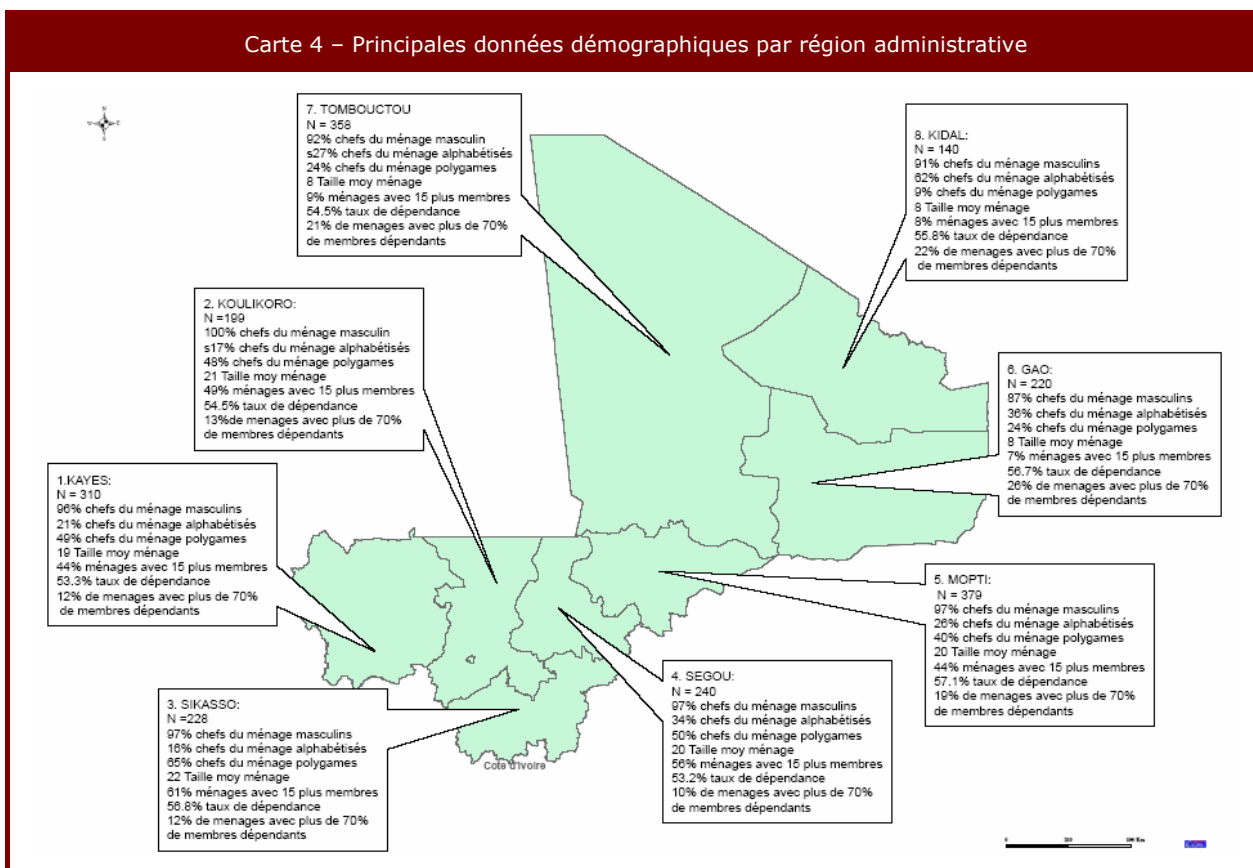 Carte 4 – Principales données démographiques par région administrative
N
E
S
7. TOMBOUCTOU
N = 358
92% chefs du ménage masculin
s27% chefs du ménage alphabétisés
24% chefs du ménage polygames
8 Taille moy ménage
9% ménages avec 15 plus membres
54.5% taux de dépendance
21% de menages avec plus de 70%
de membres dépendants
8. KIDAL:
N = 140
91% chefs du ménage masculins
62% chefs du ménage alphabétisés
9% chefs du ménage polygames
8 Taille moy ménage
8% ménages avec 15 plus membres
55.8% taux de dépendance
22% de menages avec plus de 70%
de membres dépendants
2. KOULIKORO:
N =199
100% chefs du ménage masculin
s17% chefs du ménage alphabétisés
48% chefs du ménage polygames
21 Taille moy ménage
49% ménages avec 15 plus membres
54.5% taux de dépendance
13%de menages avec plus de 70%
de membres dépendants
6. GAO:
N = 220
87% chefs du ménage masculins
36% chefs du ménage alphabétisés
24% chefs du ménage polygames
8 Taille moy ménage
7% ménages avec 15 plus membres
56.7% taux de dépendance
26% de menages avec plus de 70%
de membres dépendants
1.KAYES:
N = 310
96% chefs du ménage masculins
21% chefs du ménage alphabétisés
49% chefs du ménage polygames
19 Taille moy ménage
44% ménages avec 15 plus membres
53.3% taux de dépendance
12% de menages avec plus de 70%
de membres dépendants
5. MOPTI:
N = 379
97% chefs du ménage masculins
26% chefs du ménage alphabétisés
40% chefs du ménage polygames
20 Taille moy ménage
44% ménages avec 15 plus membres
57.1% taux de dépendance
19% de menages avec plus de 70%
de membres dépendants
4. SEGOU:
N = 240
97% chefs du ménage masculins
34% chefs du ménage alphabétisés
50% chefs du ménage polygames
20 Taille moy ménage
56% ménages avec 15 plus membres
53.2% taux de dépendance
10% de menages avec plus de 70%
de membres dépendants
3. SIKASSO:
N =228
97% chefs du ménage masculins
16% chefs du ménage alphabétisés
65% chefs du ménage polygames
22 Taille moy ménage
61% ménages avec 15 plus membres
56.8% taux de dépendance
12% de menages avec plus de 70%
de membres dépendants
Cote d'Ivoire
0